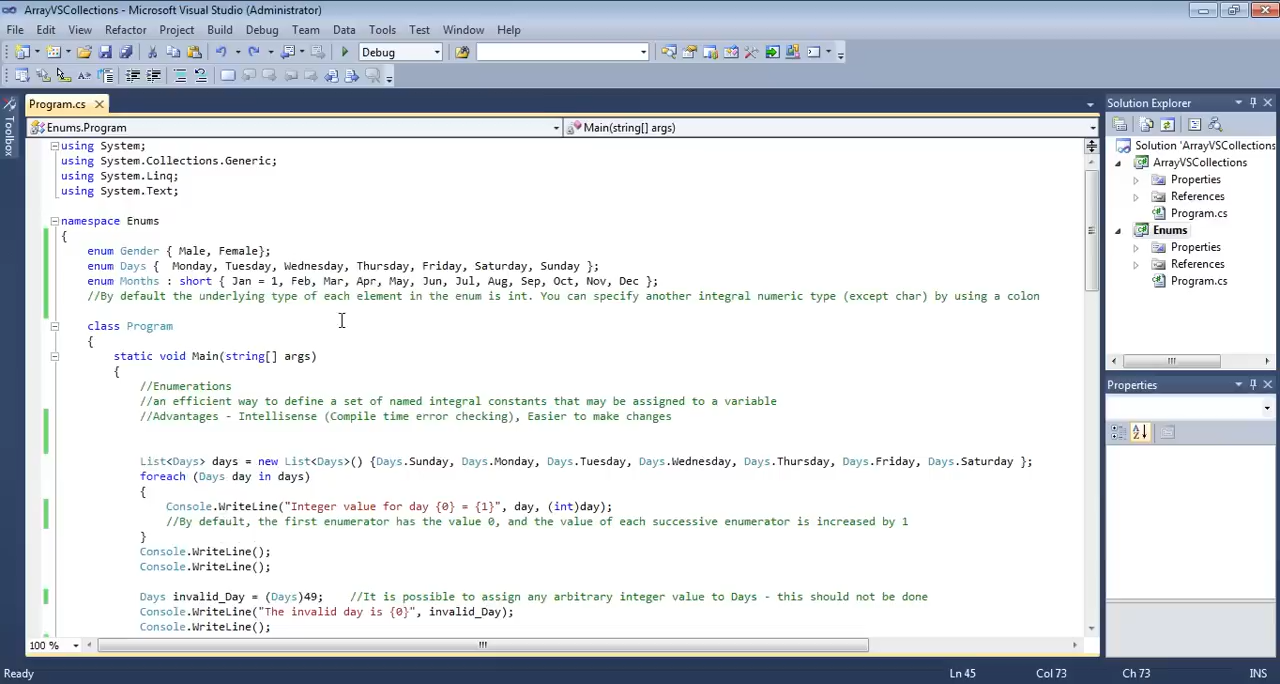 ArrayVSCollections - Microsoft Visual Studio (Administrator)
File Edit View Refactor Project Build Debug Team Data Tools Test Window Help
Debug
Program.cs
Enums.Program
Main(string[] args)
using System;
using System.Collections.Generic;
using System.Linq;
using System.Text;
namespace Enums
{
enum Gender { Male, Female};
enum Days {  Monday, Tuesday, Wednesday, Thursday, Friday, Saturday, Sunday };
enum Months : short { Jan = 1, Feb, Mar, Apr, May, Jun, Jul, Aug, Sep, Oct, Nov, Dec };
//By default the underlying type of each element in the enum is int. You can specify another integral numeric type (except char) by using a colon
class Program
{
static void Main(string[] args)
{
//Enumerations
//an efficient way to define a set of named integral constants that may be assigned to a variable
//Advantages - Intellisense (Compile time error checking), Easier to make changes
List<Days> days = new List<Days>() {Days.Sunday, Days.Monday, Days.Tuesday, Days.Wednesday, Days.Thursday, Days.Friday, Days.Saturday };
foreach (Days day in days)
{
Console.WriteLine("Integer value for day {0} = {1}", day, (int)day);
//By default, the first enumerator has the value 0, and the value of each successive enumerator is increased by 1
}
Console.WriteLine();
Console.WriteLine();
Days invalid_Day = (Days)49;    //It is possible to assign any arbitrary integer value to Days - this should not be done
Console.WriteLine("The invalid day is {0}", invalid_Day);
Console.WriteLine();
100 %
Toolbox
Solution Explorer
Solution 'ArrayVSCollections
ArrayVSCollections
Properties
References
Program.cs
Enums
Properties
References
Program.cs
Properties
Ready
Ln 45
Col 73
Ch 73
INS